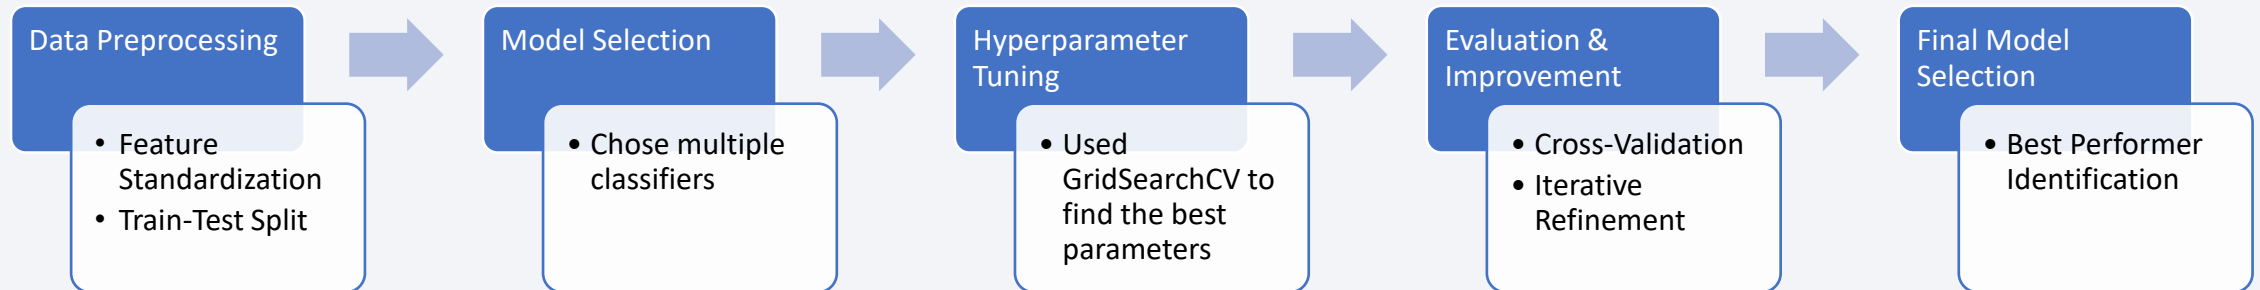 Data Preprocessing
• Feature
Standardization
• Train-Test Split
Model Selection
• Chose multiple
classifiers
Hyperparameter
Tuning
• Used
GridSearchCV to
find the best
parameters
Evaluation &
Improvement
• Cross-Validation
• Iterative
Refinement
Final Model
Selection
• Best Performer
Identification